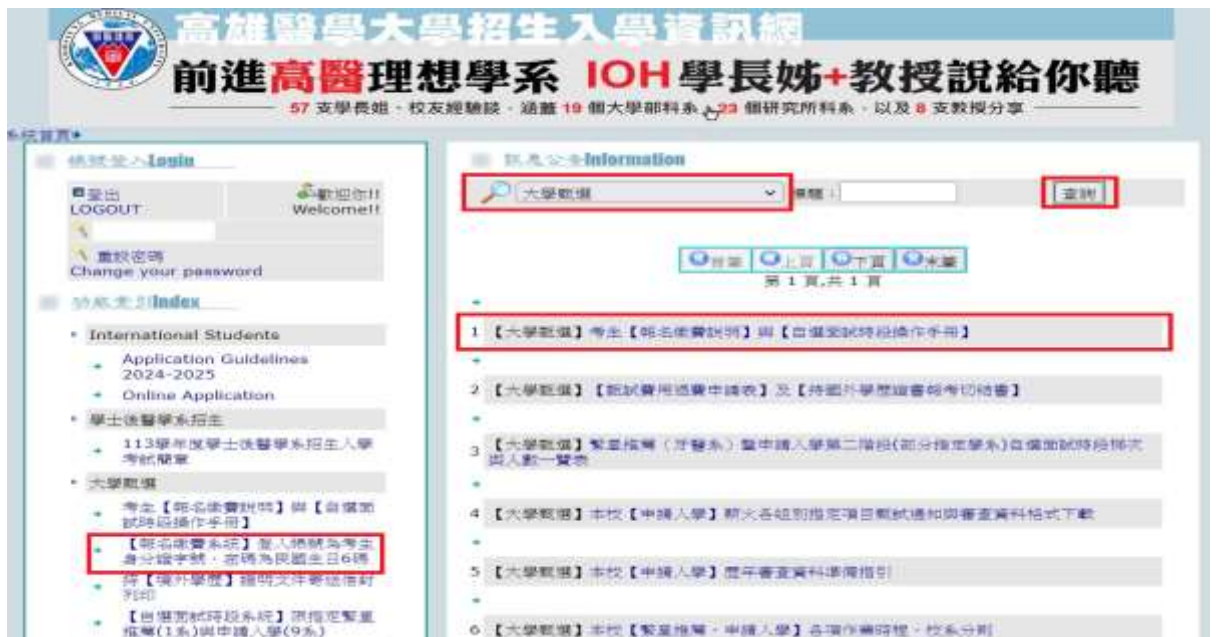 高雄醫學大學招生入學資訊網
前進高醫理想學系 IOH 學長姊+教授說給你聽
57 支學長姐、校友經驗談，涵蓋 19 個大學部科系、23 個研究所科系，以及 8 支教授分享
系統首頁
帳號登入Login
登出
LOGOUT
歡迎您!!
Welcome!!
重設密碼
Change your password
功能索引Index
International Students
Application Guidelines
2024-2025
Online Application
學士後醫學系招生
113學年度學士後醫學系招生入學
考試簡章
大學甄選
考生【報名繳費說明】與【自選面
試時段操作手冊】
【報名繳費系統】登入帳號為考生
身分證字號，密碼為民國生日6碼
持【境外學歷】證明文件寄送信封
列印
【自選面試時段系統】限指定繁星
推薦(1系)與申請入學(9系)
訊息公告Information
大學甄選
標題：
查詢
首筆 上頁 下頁 末筆
第 1 頁,共 1 頁
1 【大學甄選】考生【報名繳費說明】與【自選面試時段操作手冊】
2 【大學甄選】【甄試費用退費申請表】及【持國外學歷證書報考切結書】
3 【大學甄選】繁星推薦（牙醫系）暨申請入學第二階段(部分指定學系)自選面試時段梯次
與人數一覽表
4 【大學甄選】本校【申請入學】薪火各組別指定項目甄試通知與審查資料格式下載
5 【大學甄選】本校【申請入學】歷年審查資料準備指引
6 【大學甄選】本校【繁星推薦、申請入學】各項作業時程、校系分則